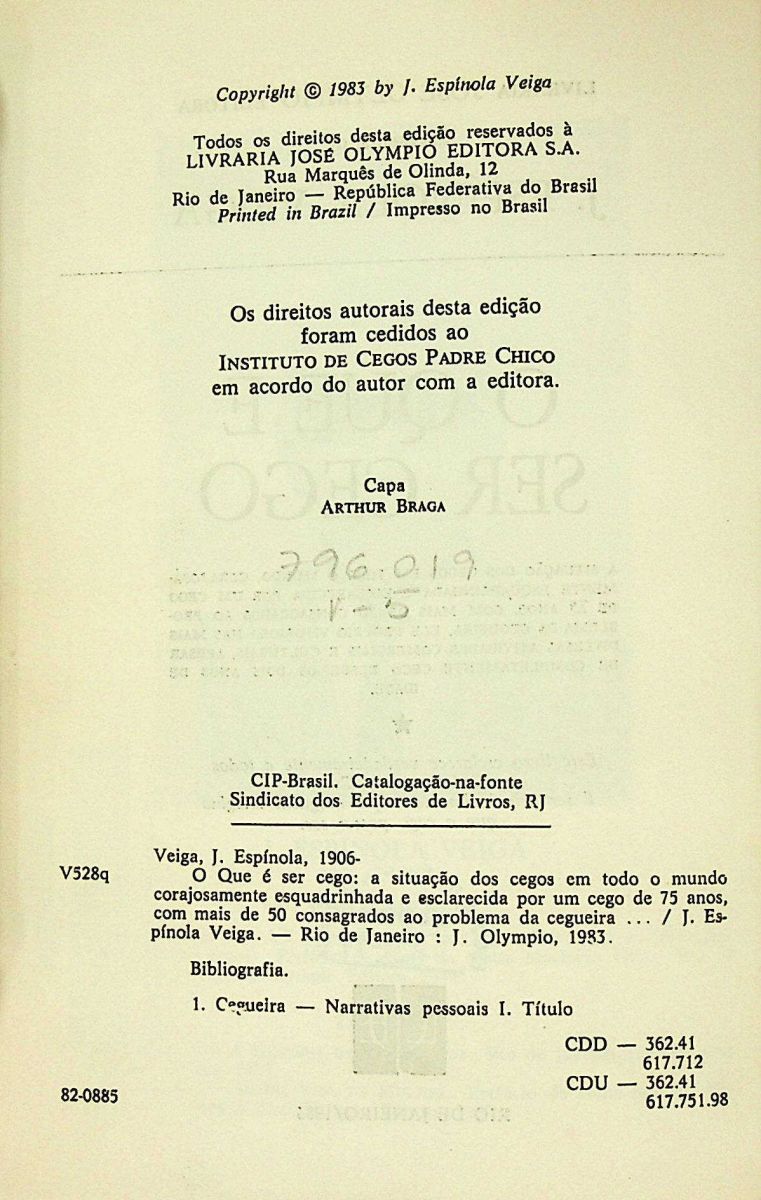 Copyright © 1983 by J. Espínola Veiga
Todos os direitos desta edição reservados à
LIVRARIA JOSÉ OLYMPIO EDITORA S.A.
Rua Marquês de Olinda, 12
Rio de Janeiro — República Federativa do Brasil
Printed in Brazil / Impresso no Brasil
Os direitos autorais desta edição
foram cedidos ao
INSTITUTO DE CEGOS PADRE CHICO
em acordo do autor com a editora.
Capa
ARTHUR BRAGA
796.019
V-5
CIP-Brasil. Catalogação-na-fonte
Sindicato dos Editores de Livros, RJ
Veiga, J. Espínola, 1906-
V528q O Que é ser cego: a situação dos cegos em todo o mundo
corajosamente esquadrinhada e esclarecida por um cego de 75 anos,
com mais de 50 consagrados ao problema da cegueira ... / J. Es-
pínola Veiga. — Rio de Janeiro : J. Olympio, 1983.
Bibliografia.
1. Cegueira — Narrativas pessoais I. Título
CDD — 362.41
617.712
CDU — 362.41
82-0885 617.751.98